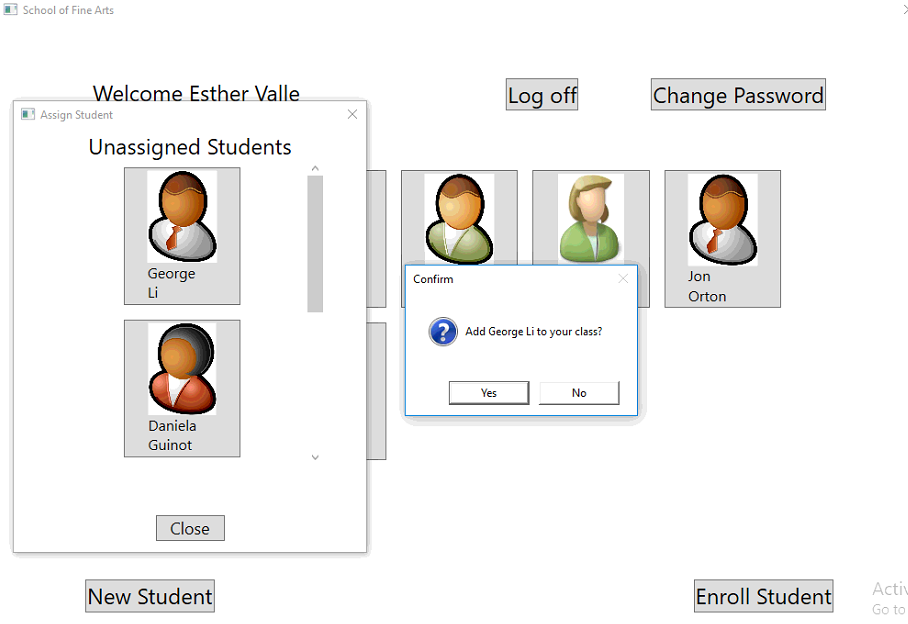 School of Fine Arts
Welcome Esther Valle
Log off
Change Password
Assign Student
Unassigned Students
George
Li
Daniela
Guinot
Close
Jon
Orton
Confirm
Add George Li to your class?
Yes
No
New Student
Enroll Student
Go to